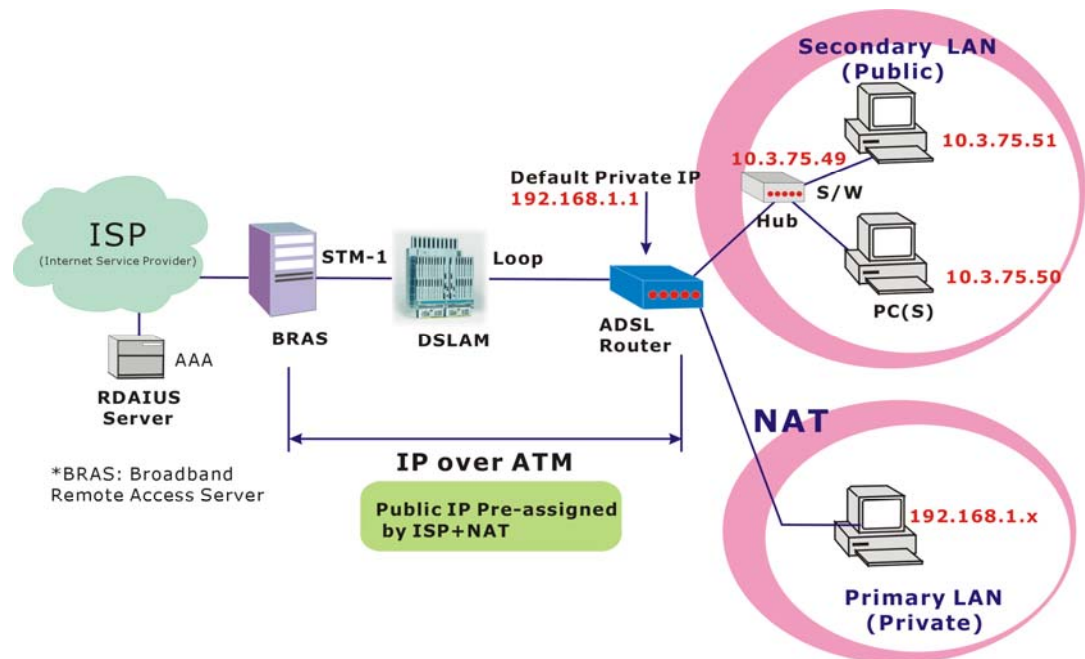 Secondary LAN
(Public)
10.3.75.51
10.3.75.49
S/W
Hub
10.3.75.50
PC(S)
Default Private IP
192.168.1.1
ISP
(Internet Service Provider)
STM-1
Loop
BRAS
DSLAM
ADSL
Router
AAA
RDAIUS
Server
*BRAS: Broadband
Remote Access Server
IP over ATM
Public IP Pre-assigned
by ISP+NAT
NAT
192.168.1.x
Primary LAN
(Private)